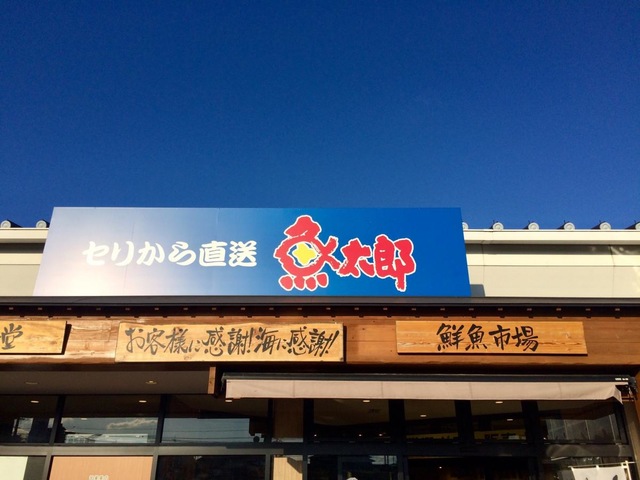 セリから直送 魚太郎
堂
お客様に感謝!海に感謝!
鮮魚市場